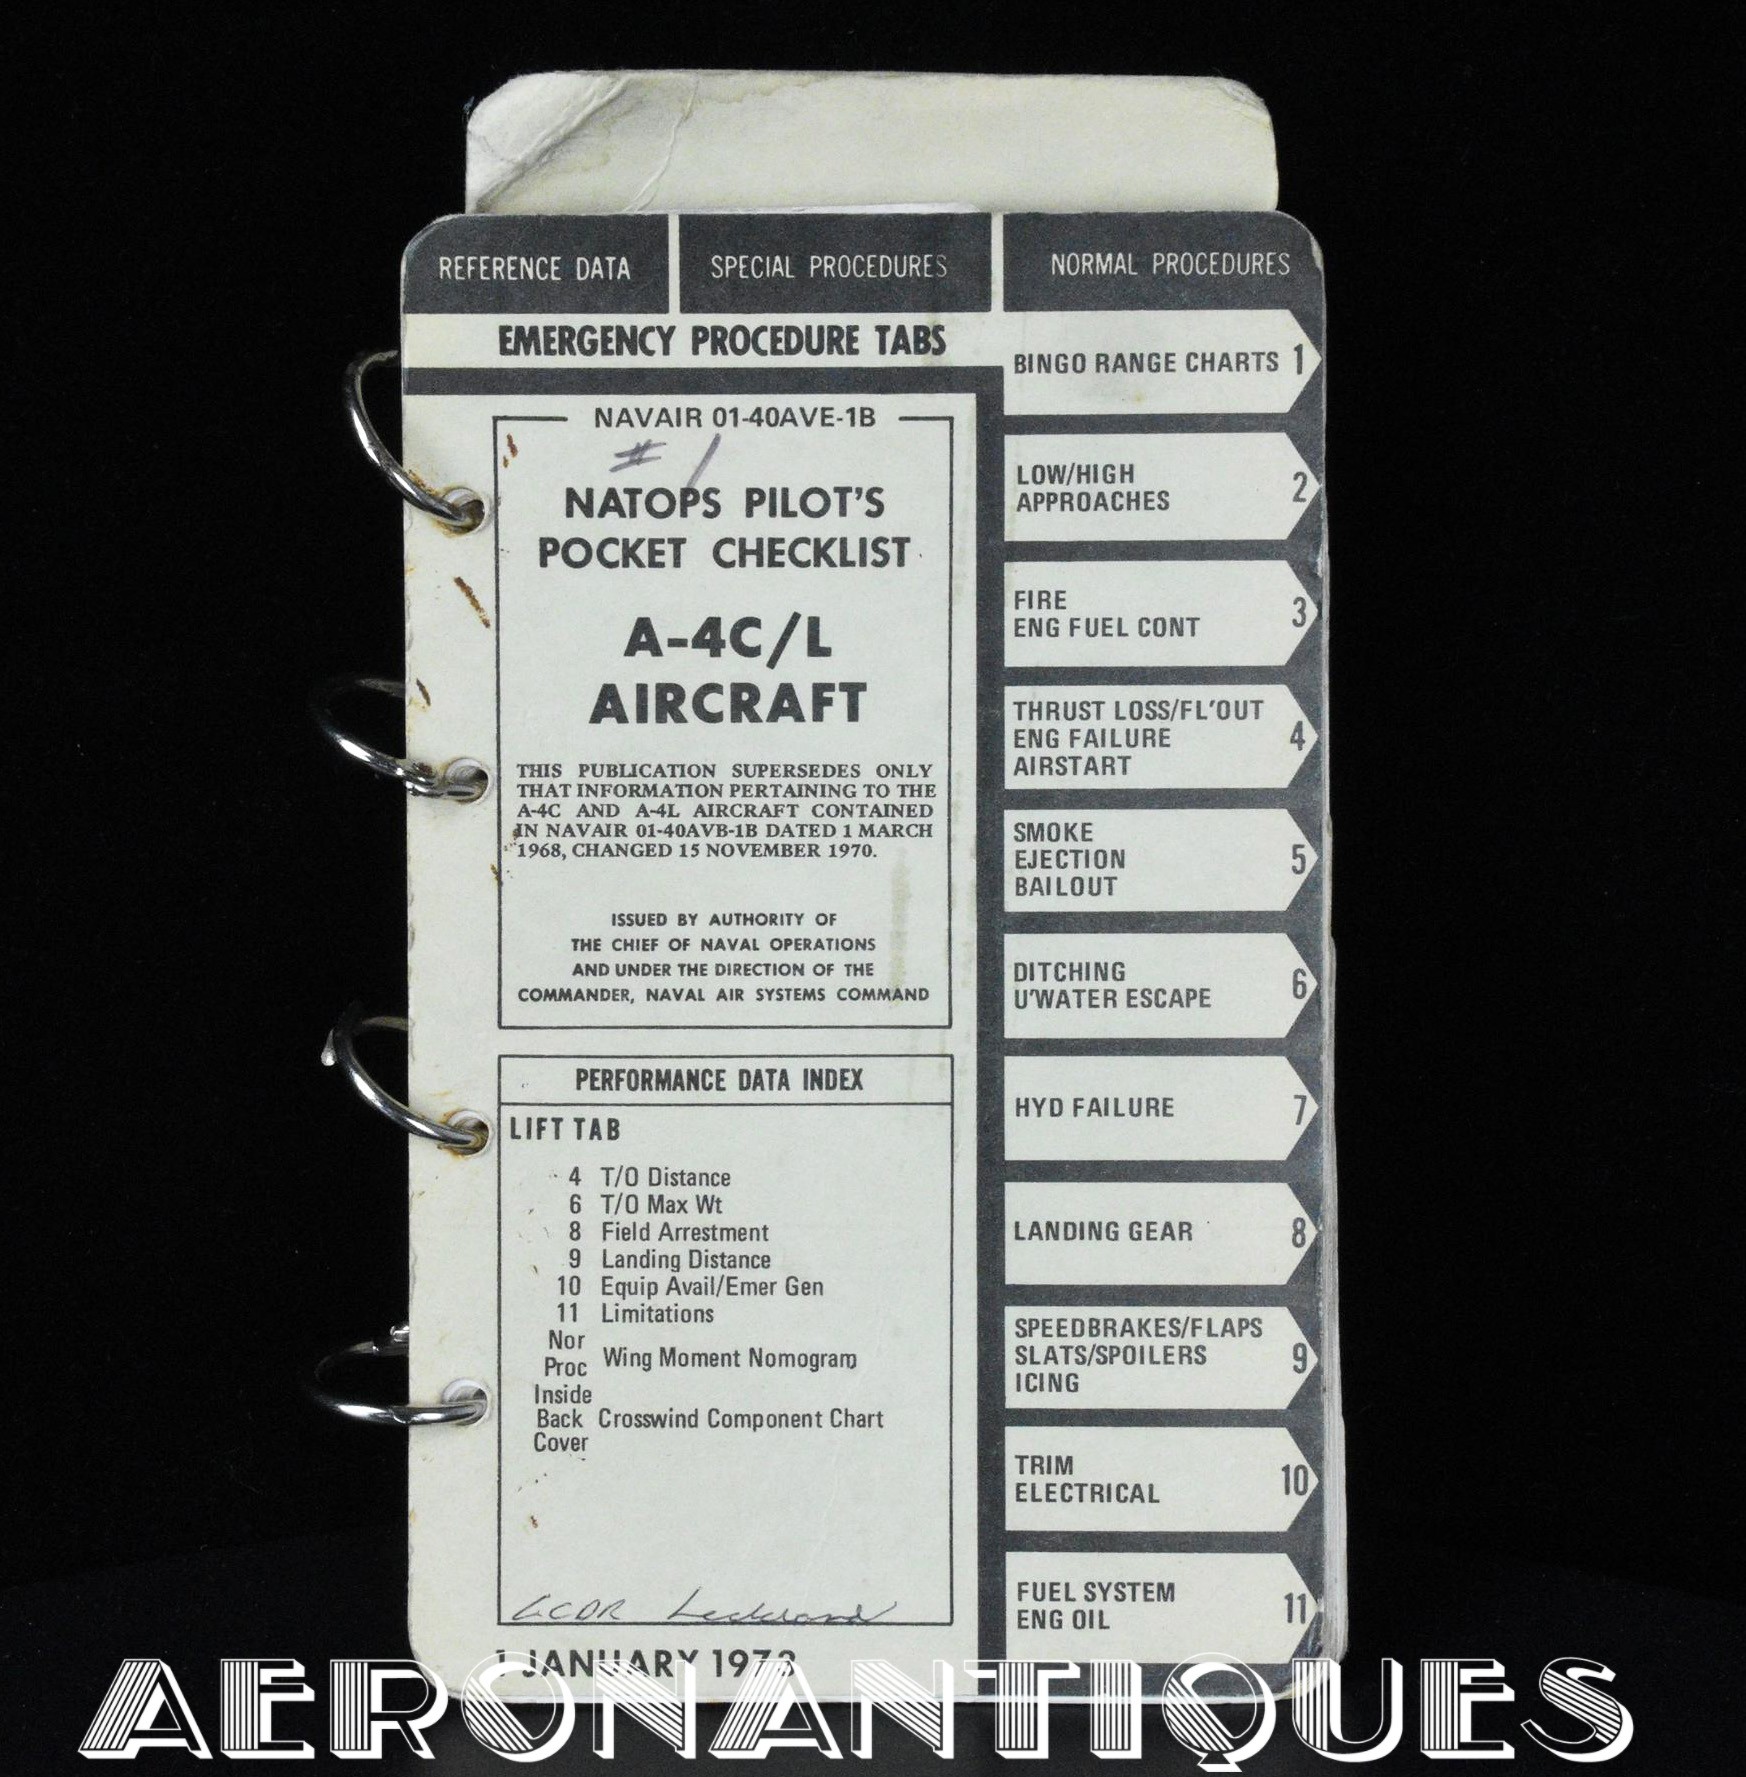 REFERENCE DATA
SPECIAL PROCEDURES
NORMAL PROCEDURES
EMERGENCY PROCEDURE TABS
NAVAIR 01-40AVE-1B
# 1
NATOPS PILOT'S
POCKET CHECKLIST
A-4C/L
AIRCRAFT
THIS PUBLICATION SUPERSEDES ONLY
THAT INFORMATION PERTAINING TO THE
A-4C AND A-4L AIRCRAFT CONTAINED
IN NAVAIR 01-40AVB-1B DATED 1 MARCH
1968, CHANGED 15 NOVEMBER 1970.
ISSUED BY AUTHORITY OF
THE CHIEF OF NAVAL OPERATIONS
AND UNDER THE DIRECTION OF THE
COMMANDER, NAVAL AIR SYSTEMS COMMAND
PERFORMANCE DATA INDEX
LIFT TAB
4 T/O Distance
6 T/O Max Wt
8 Field Arrestment
9 Landing Distance
10 Equip Avail/Emer Gen
11 Limitations
Nor
Proc Wing Moment Nomogram
Inside
Back Crosswind Component Chart
Cover
LCDR
1 JANUARY 1973
BINGO RANGE CHARTS 1
LOW/HIGH
APPROACHES 2
FIRE
ENG FUEL CONT 3
THRUST LOSS/FL'OUT
ENG FAILURE 4
AIRSTART
SMOKE
EJECTION 5
BAILOUT
DITCHING
U'WATER ESCAPE 6
HYD FAILURE 7
LANDING GEAR 8
SPEEDBRAKES/FLAPS
SLATS/SPOILERS 9
ICING
TRIM
ELECTRICAL 10
FUEL SYSTEM
ENG OIL 11
AERONANTIQUES